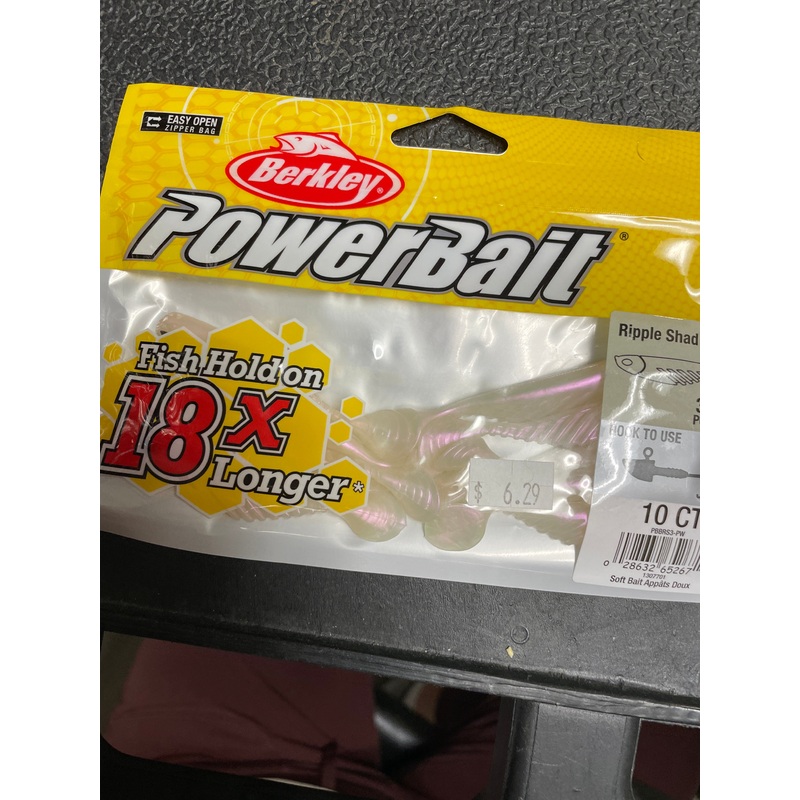 EASY OPEN
ZIPPER BAG
Berkley®
PowerBait®
Fish Hold on
18X
Longer*
$ 6.29
Ripple Shad
HOOK TO USE
10 CT
PBBRS3-PW
0 28632 65267
1307701
Soft Bait Appâts Doux